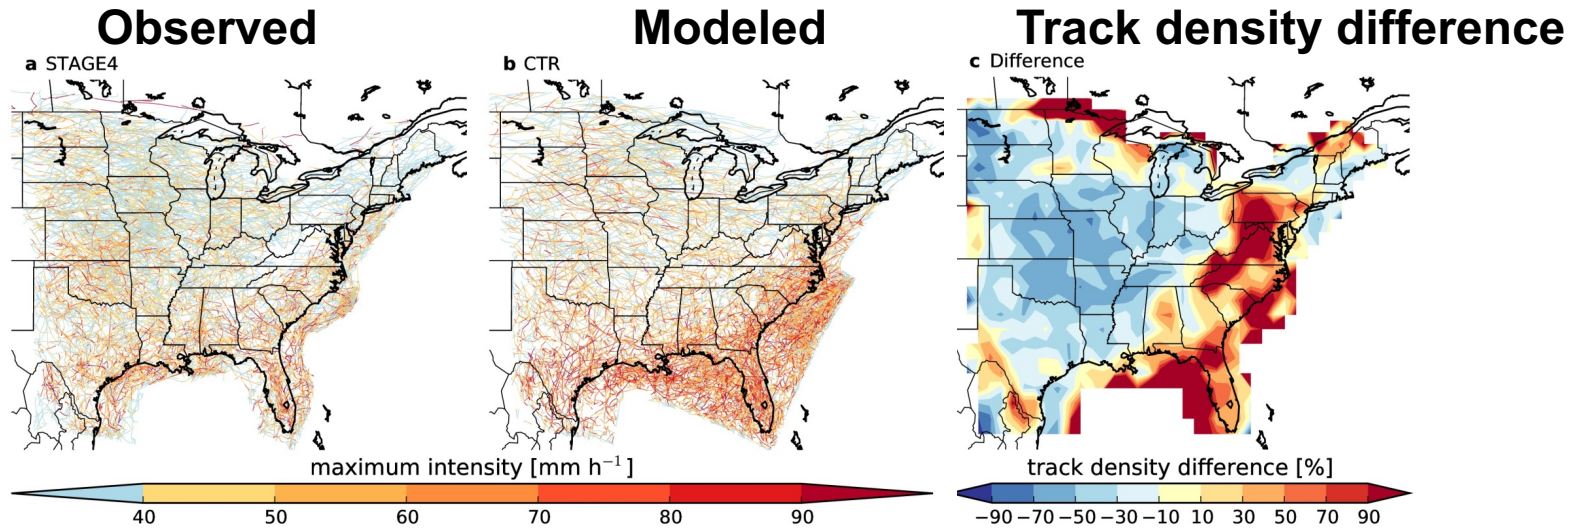 Observed
Modeled
Track density difference
a STAGE4
b CTR
c Difference
maximum intensity [mm h⁻¹]
40 50 60 70 80 90
track density difference [%]
−90 −70 −50 −30 −10 10 30 50 70 90